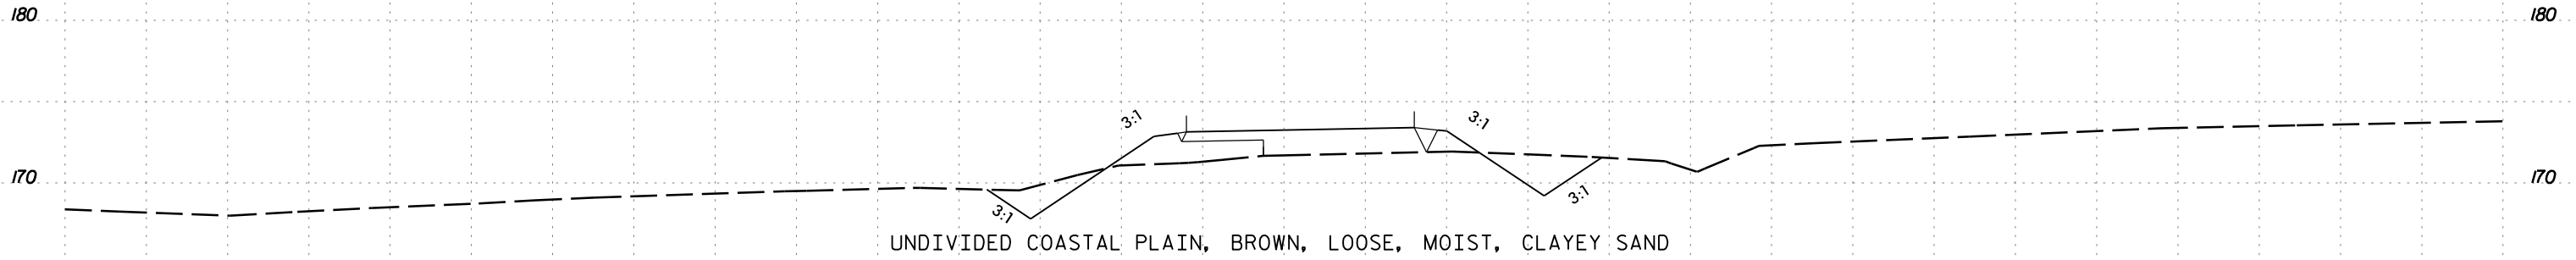 180 180
3:1 3:1
170 170
3:1 3:1
UNDIVIDED COASTAL PLAIN, BROWN, LOOSE, MOIST, CLAYEY SAND